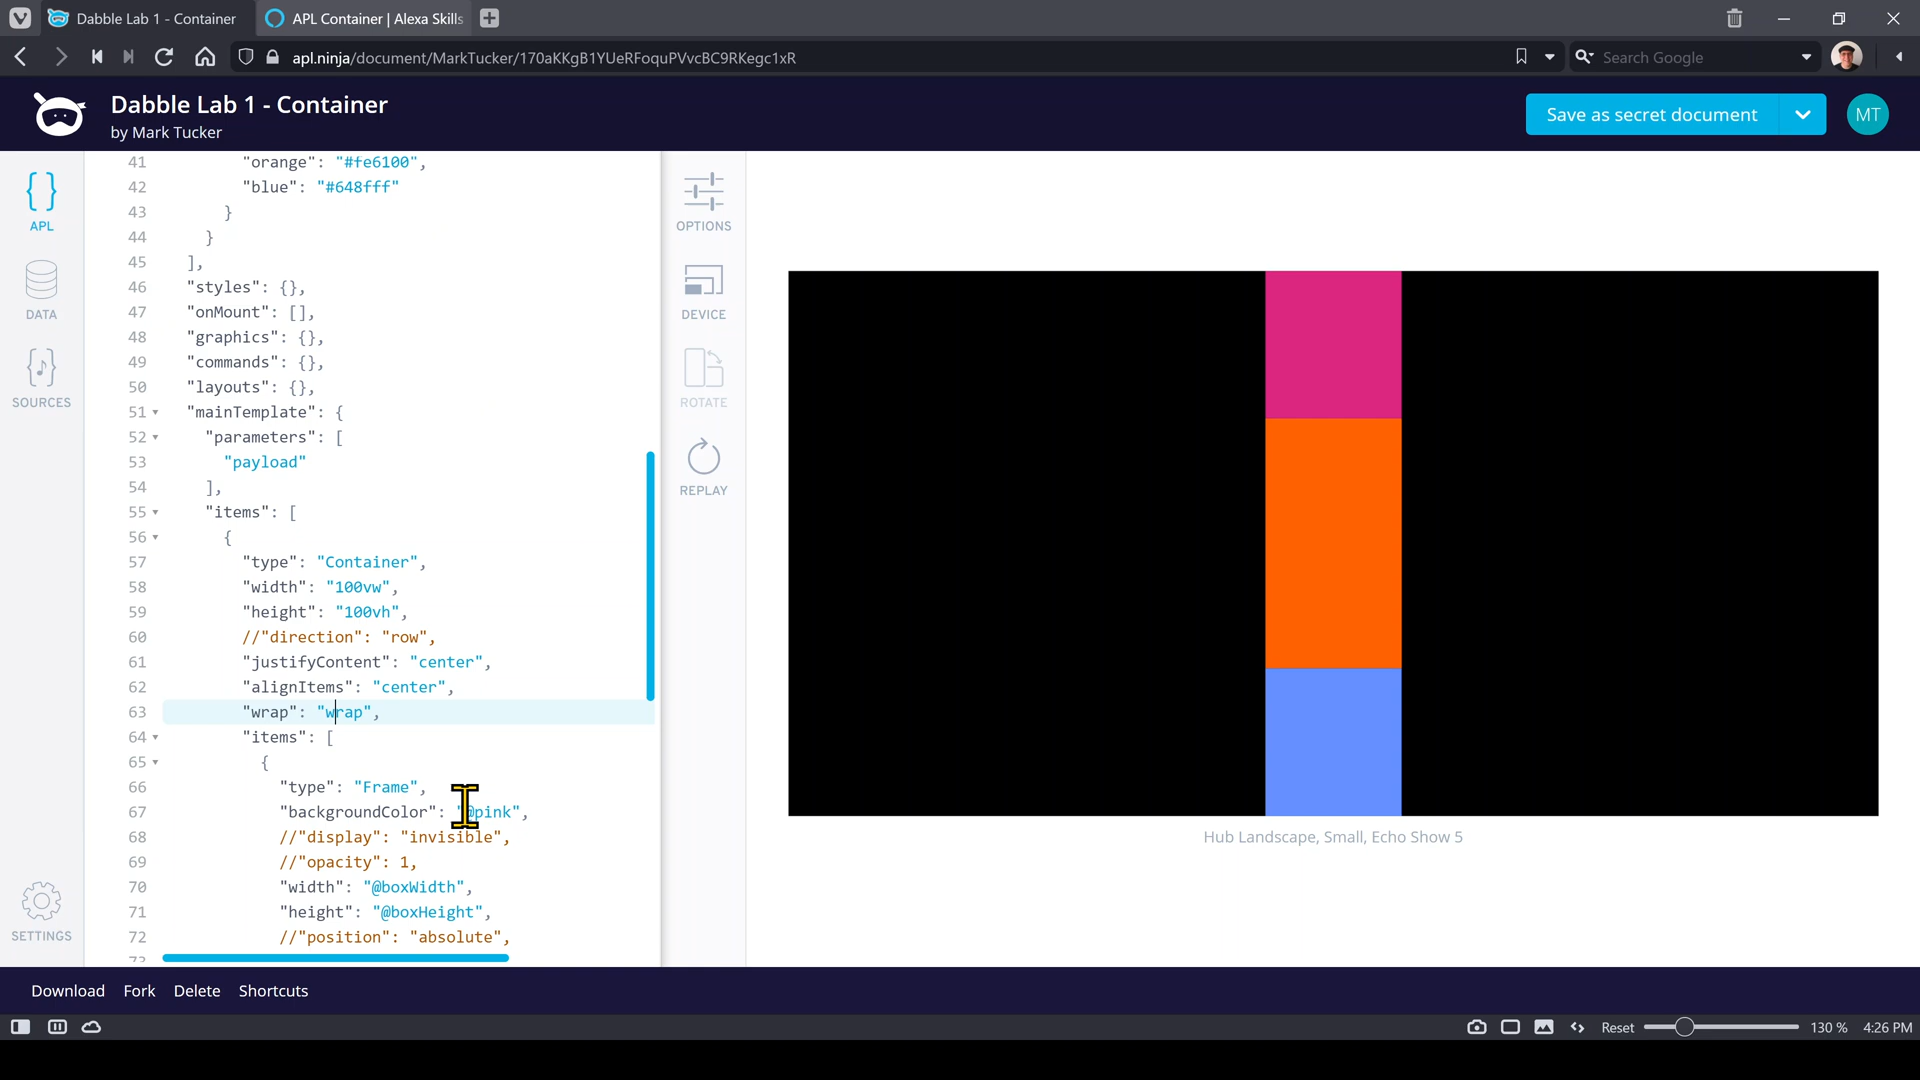 Dabble Lab 1 - Container
APL Container | Alexa Skills
apl.ninja/document/MarkTucker/170aKKgB1YUeRFoquPVvcBC9RKegc1xR
Search Google
Dabble Lab 1 - Container
by Mark Tucker
Save as secret document
MT
APL
DATA
SOURCES
SETTINGS
41 "orange": "#fe6100",
42 "blue": "#648fff"
43 }
44 }
45 ],
46 "styles": {},
47 "onMount": [],
48 "graphics": {},
49 "commands": {},
50 "layouts": {},
51 "mainTemplate": {
52 "parameters": [
53 "payload"
54 ],
55 "items": [
56 {
57 "type": "Container",
58 "width": "100vw",
59 "height": "100vh",
60 //"direction": "row",
61 "justifyContent": "center",
62 "alignItems": "center",
63 "wrap": "wrap",
64 "items": [
65 {
66 "type": "Frame",
67 "backgroundColor": "@pink",
68 //"display": "invisible",
69 //"opacity": 1,
70 "width": "@boxWidth",
71 "height": "@boxHeight",
72 //"position": "absolute",
73
OPTIONS
DEVICE
ROTATE
REPLAY
Hub Landscape, Small, Echo Show 5
Download Fork Delete Shortcuts
Reset 130 % 4:26 PM